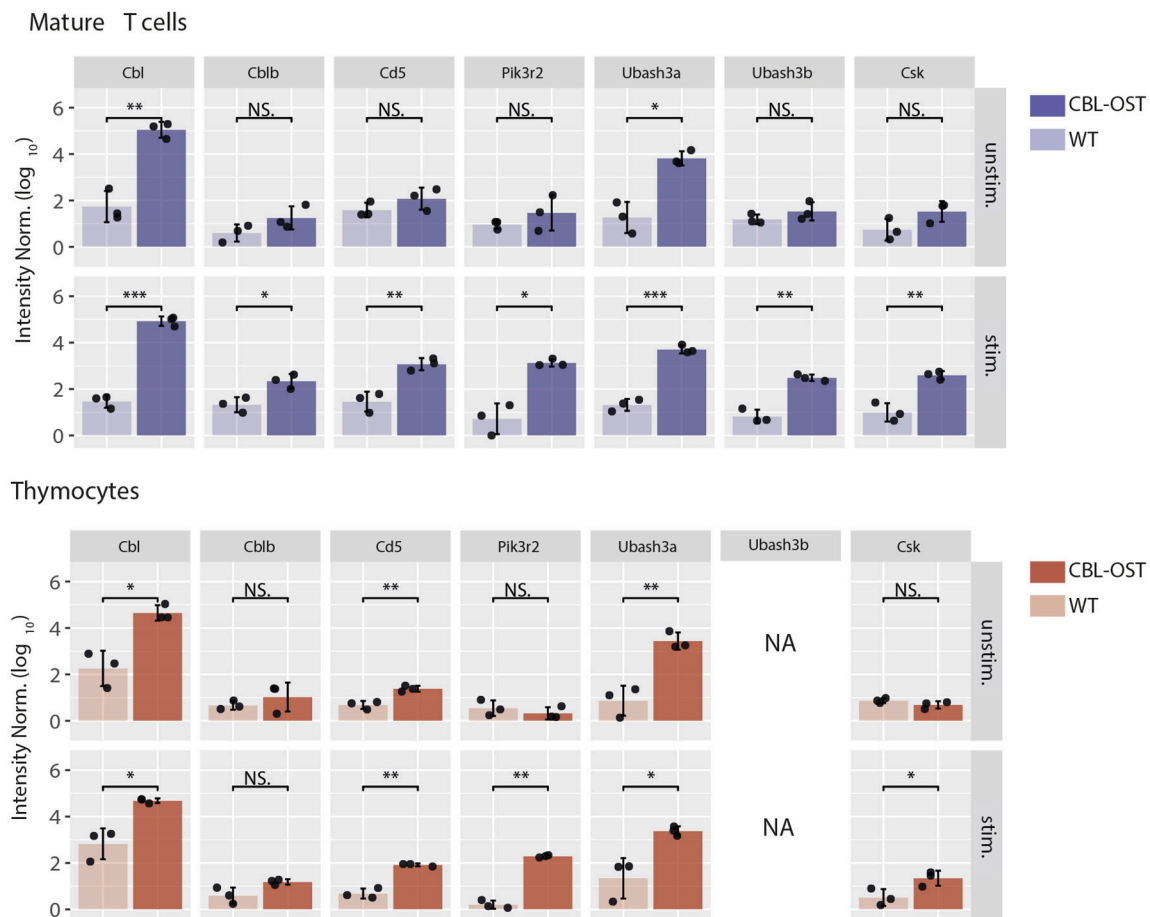 Mature T cells
Cbl Cblb Cd5 Pik3r2 Ubash3a Ubash3b Csk
6 ** NS. NS. NS. * NS. NS. CBL-OST
4 WT
2
0
unstim.
Intensity Norm. (log 10)
6 *** * ** * *** ** **
4
2
0
stim.
Thymocytes
Cbl Cblb Cd5 Pik3r2 Ubash3a Ubash3b Csk
6 * NS. ** NS. ** NS. CBL-OST
4 WT
NA
2
0
unstim.
Intensity Norm. (log 10)
6 * NS. ** ** * *
4
NA
2
0
stim.